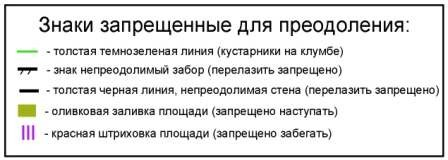 Знаки запрещенные для преодоления:
- толстая темнозеленая линия (кустарники на клумбе)
- знак непреодолимый забор (перелазить запрещено)
- толстая черная линия, непреодолимая стена (перелазить запрещено)
- оливковая заливка площади (запрещено наступать)
- красная штриховка площади (запрещено забегать)